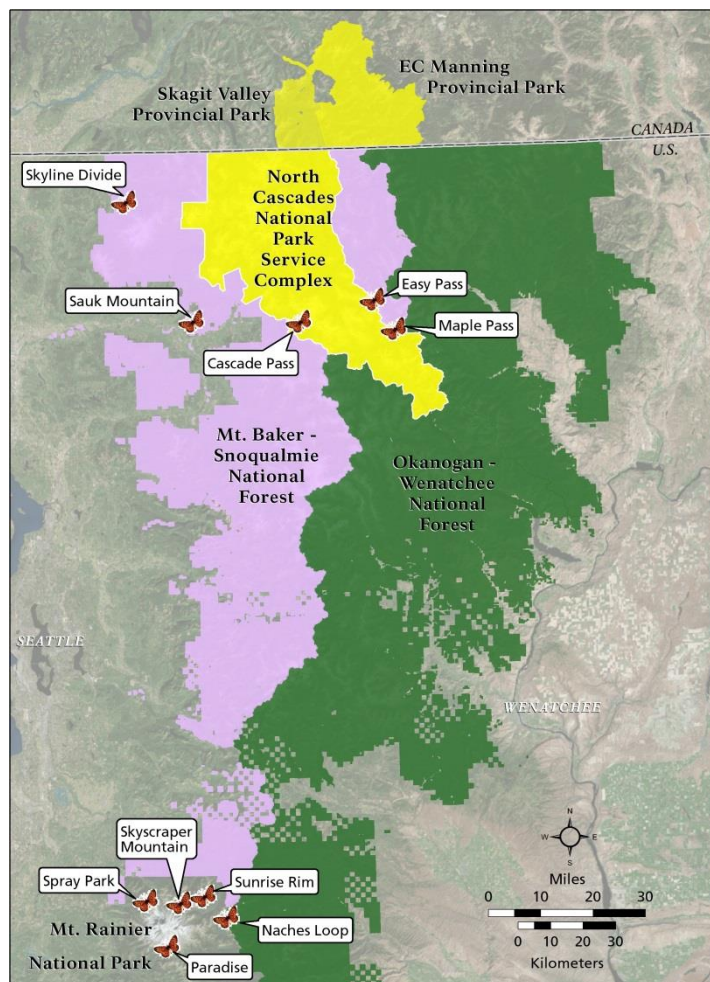 EC Manning
Provincial Park
Skagit Valley
Provincial Park
CANADA
U.S.
Skyline Divide
North
Cascades
National
Park
Service
Complex
Easy Pass
Sauk Mountain
Maple Pass
Cascade Pass
Mt. Baker -
Snoqualmie
National
Forest
Okanogan -
Wenatchee
National
Forest
SEATTLE
WENATCHEE
N
W E
S
Skyscraper
Mountain
Spray Park
Sunrise Rim
Miles
0 10 20 30
Naches Loop
0 10 20 30
Kilometers
Mt. Rainier
National Park
Paradise